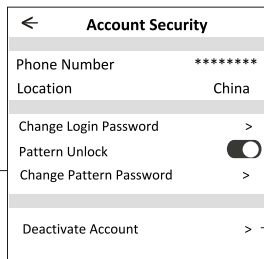 Account Security
Phone Number ********
Location China
Change Login Password >
Pattern Unlock
Change Pattern Password >
Deactivate Account >